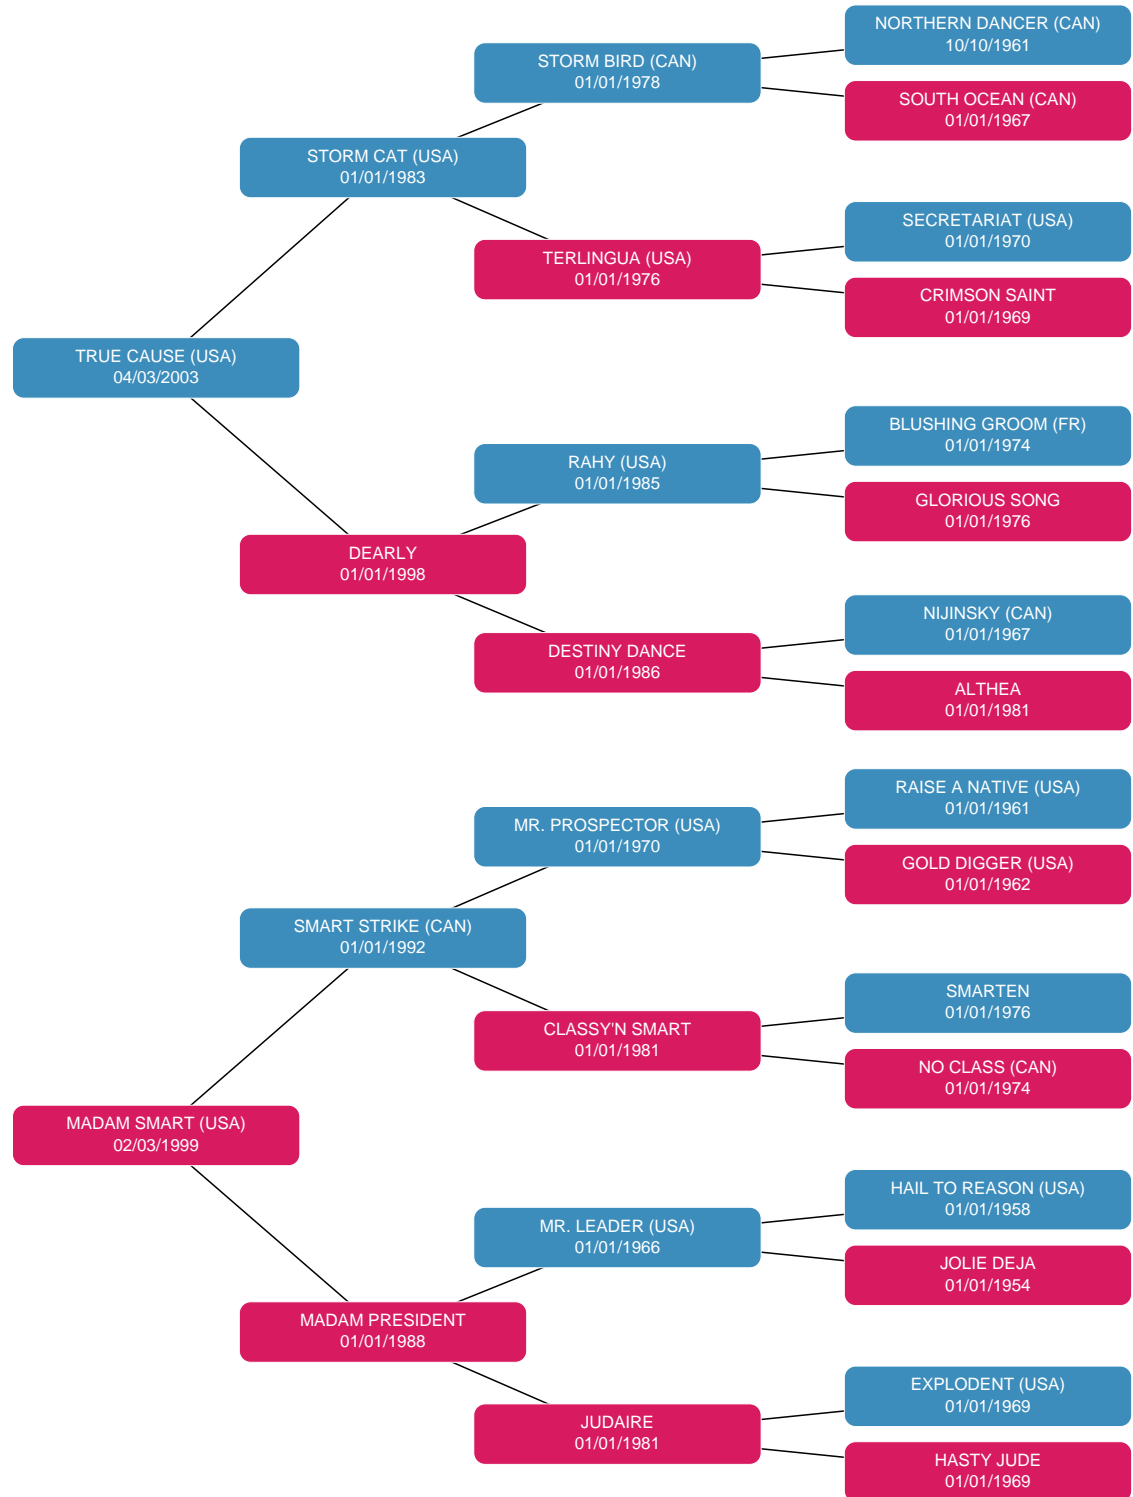 NORTHERN DANCER (CAN)
10/10/1961
STORM BIRD (CAN)
01/01/1978
SOUTH OCEAN (CAN)
01/01/1967
STORM CAT (USA)
01/01/1983
SECRETARIAT (USA)
01/01/1970
TERLINGUA (USA)
01/01/1976
CRIMSON SAINT
01/01/1969
TRUE CAUSE (USA)
04/03/2003
BLUSHING GROOM (FR)
01/01/1974
RAHY (USA)
01/01/1985
GLORIOUS SONG
01/01/1976
DEARLY
01/01/1998
NIJINSKY (CAN)
01/01/1967
DESTINY DANCE
01/01/1986
ALTHEA
01/01/1981
RAISE A NATIVE (USA)
01/01/1961
MR. PROSPECTOR (USA)
01/01/1970
GOLD DIGGER (USA)
01/01/1962
SMART STRIKE (CAN)
01/01/1992
SMARTEN
01/01/1976
CLASSY'N SMART
01/01/1981
NO CLASS (CAN)
01/01/1974
MADAM SMART (USA)
02/03/1999
HAIL TO REASON (USA)
01/01/1958
MR. LEADER (USA)
01/01/1966
JOLIE DEJA
01/01/1954
MADAM PRESIDENT
01/01/1988
EXPLODENT (USA)
01/01/1969
JUDAIRE
01/01/1981
HASTY JUDE
01/01/1969